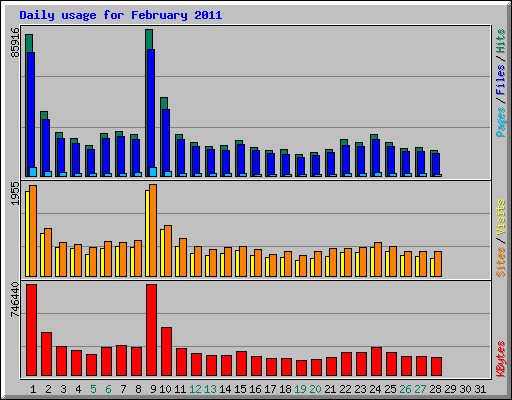 Daily usage for February 2011
85916
Pages / Files / Hits
1955
Sites / Visits
746440
KBytes
1 2 3 4 5 6 7 8 9 10 11 12 13 14 15 16 17 18 19 20 21 22 23 24 25 26 27 28 29 30 31